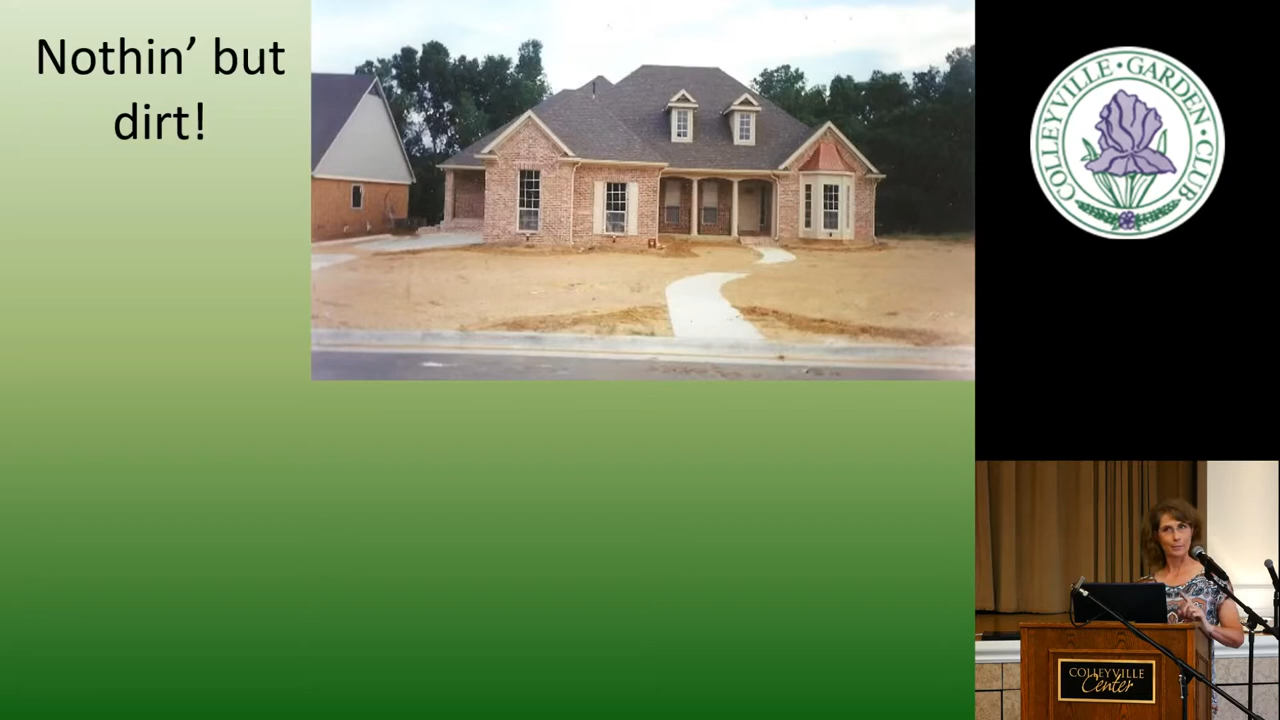 Nothin’ but
dirt!
COLLEYVILLE • GARDEN • CLUB
COLLEYVILLE
Center